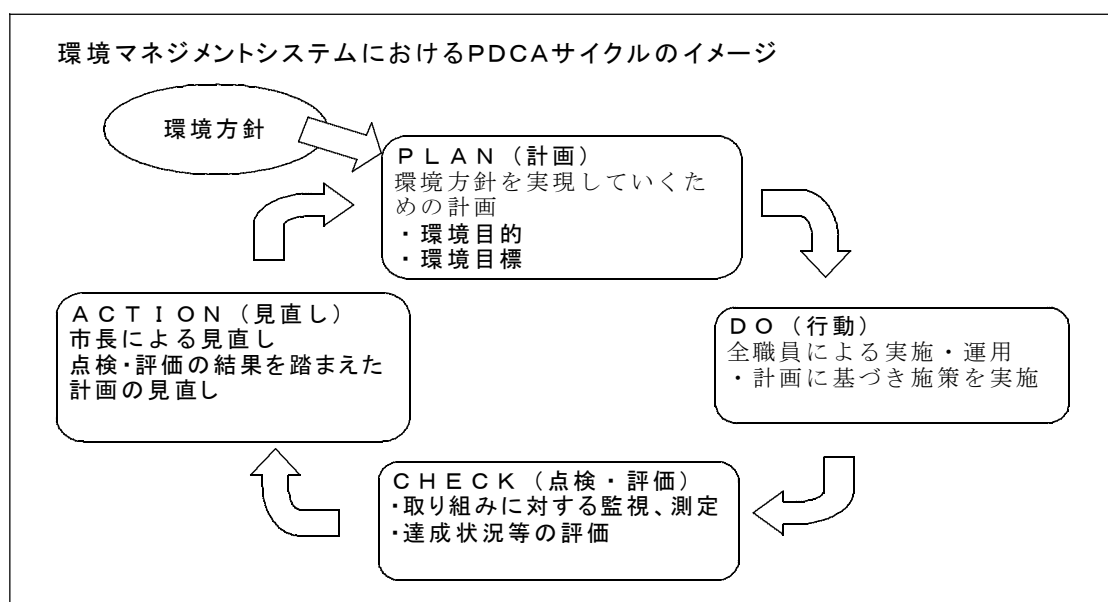 環境マネジメントシステムにおけるPDCAサイクルのイメージ
環境方針
ＰＬＡＮ（計画）
環境方針を実現していくた
めの計画
・環境目的
・環境目標
ＤＯ（行動）
全職員による実施・運用
・計画に基づき施策を実施
ＣＨＥＣＫ（点検・評価）
・取り組みに対する監視、測定
・達成状況等の評価
ＡＣＴＩＯＮ（見直し）
市長による見直し
点検・評価の結果を踏まえた
計画の見直し